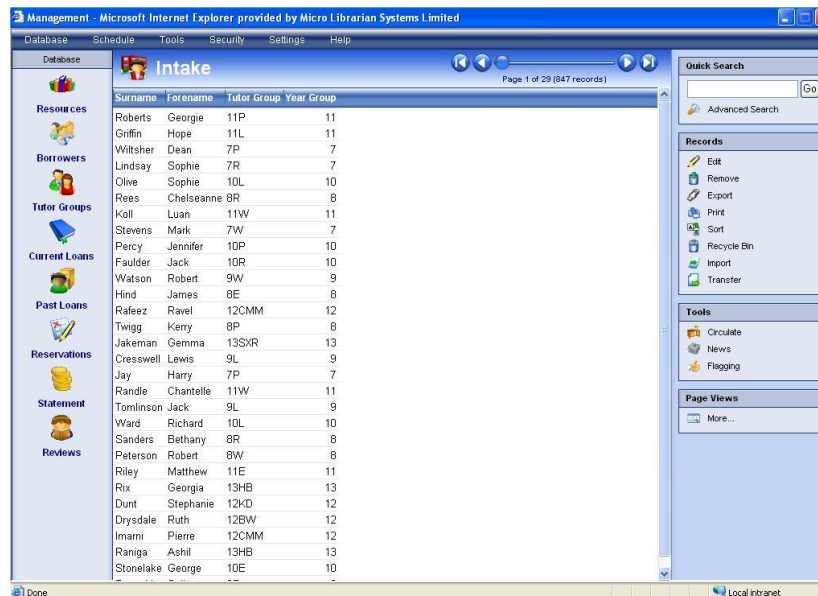 Management - Microsoft Internet Explorer provided by Micro Librarian Systems Limited
Database Schedule Tools Security Settings Help
Database
Resources
Borrowers
Tutor Groups
Current Loans
Past Loans
Reservations
Statement
Reviews
Intake
Page 1 of 29 (847 records)
Surname Forename Tutor Group Year Group
Roberts Georgie 11P 11
Griffin Hope 11L 11
Wiltsher Dean 7P 7
Lindsay Sophie 7R 7
Olive Sophie 10L 10
Rees Chelseanne 8R 8
Koll Luan 11W 11
Stevens Mark 7W 7
Percy Jennifer 10P 10
Faulder Jack 10R 10
Watson Robert 9W 9
Hind James 8E 8
Rafeez Ravel 12CMM 12
Twigg Kerry 8P 8
Jakeman Gemma 13SXR 13
Cresswell Lewis 9L 9
Jay Harry 7P 7
Randle Chantelle 11W 11
Tomlinson Jack 9L 9
Ward Richard 10L 10
Sanders Bethany 8R 8
Peterson Robert 8W 8
Riley Matthew 11E 11
Rix Georgia 13HB 13
Dunt Stephanie 12KD 12
Drysdale Ruth 12BW 12
Imami Pierre 12CMM 12
Raniga Ashil 13HB 13
Stonelake George 10E 10
Quick Search
Go
Advanced Search
Records
Edit
Remove
Export
Print
Sort
Recycle Bin
Import
Transfer
Tools
Circulate
News
Flagging
Page Views
More...
Done
Local intranet